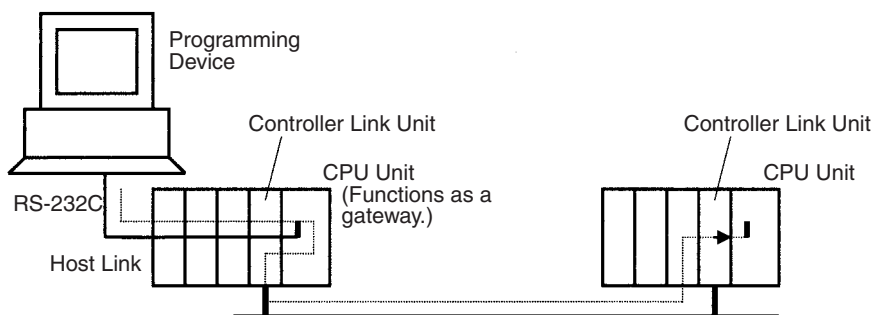 Programming
Device
Controller Link Unit
Controller Link Unit
CPU Unit
(Functions as a
gateway.)
CPU Unit
RS-232C
Host Link